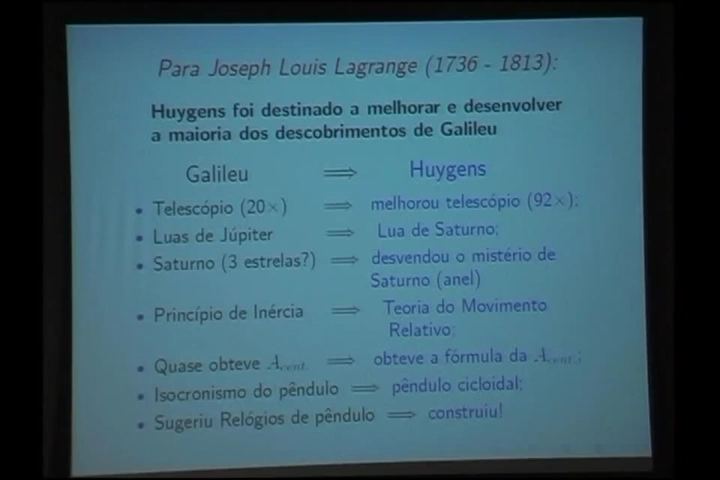 Para Joseph Louis Lagrange (1736 - 1813):
Huygens foi destinado a melhorar e desenvolver
a maioria dos descobrimentos de Galileu
Galileu ⟹ Huygens
• Telescópio (20×) ⟹ melhorou telescópio (92×);
• Luas de Júpiter ⟹ Lua de Saturno;
• Saturno (3 estrelas?) ⟹ desvendou o mistério de
Saturno (anel)
• Princípio de Inércia ⟹ Teoria do Movimento
Relativo;
• Quase obteve A_cent. ⟹ obteve a fórmula da A_cent.;
• Isocronismo do pêndulo ⟹ pêndulo cicloidal;
• Sugeriu Relógios de pêndulo ⟹ construiu!